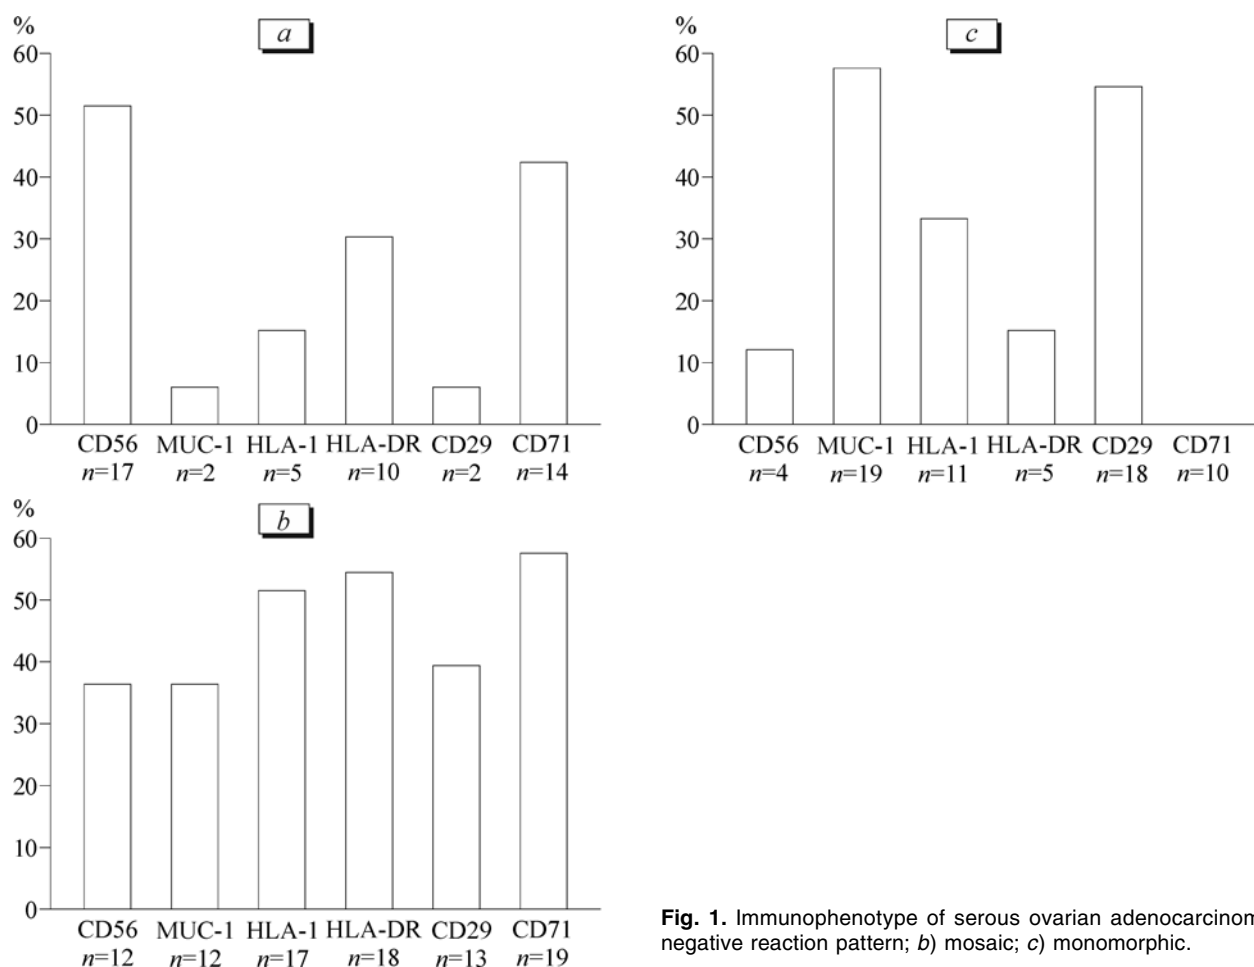 %
a
60
50
40
30
20
10
0
CD56 MUC-1 HLA-1 HLA-DR CD29 CD71
n=17 n=2 n=5 n=10 n=2 n=14
c
60
50
40
30
20
10
0
CD56 MUC-1 HLA-1 HLA-DR CD29 CD71
n=4 n=19 n=11 n=5 n=18 n=10
%
b
60
50
40
30
20
10
0
CD56 MUC-1 HLA-1 HLA-DR CD29 CD71
n=12 n=12 n=17 n=18 n=13 n=19
%
Fig. 1. Immunophenotype of serous ovarian adenocarcinom
negative reaction pattern; b) mosaic; c) monomorphic.